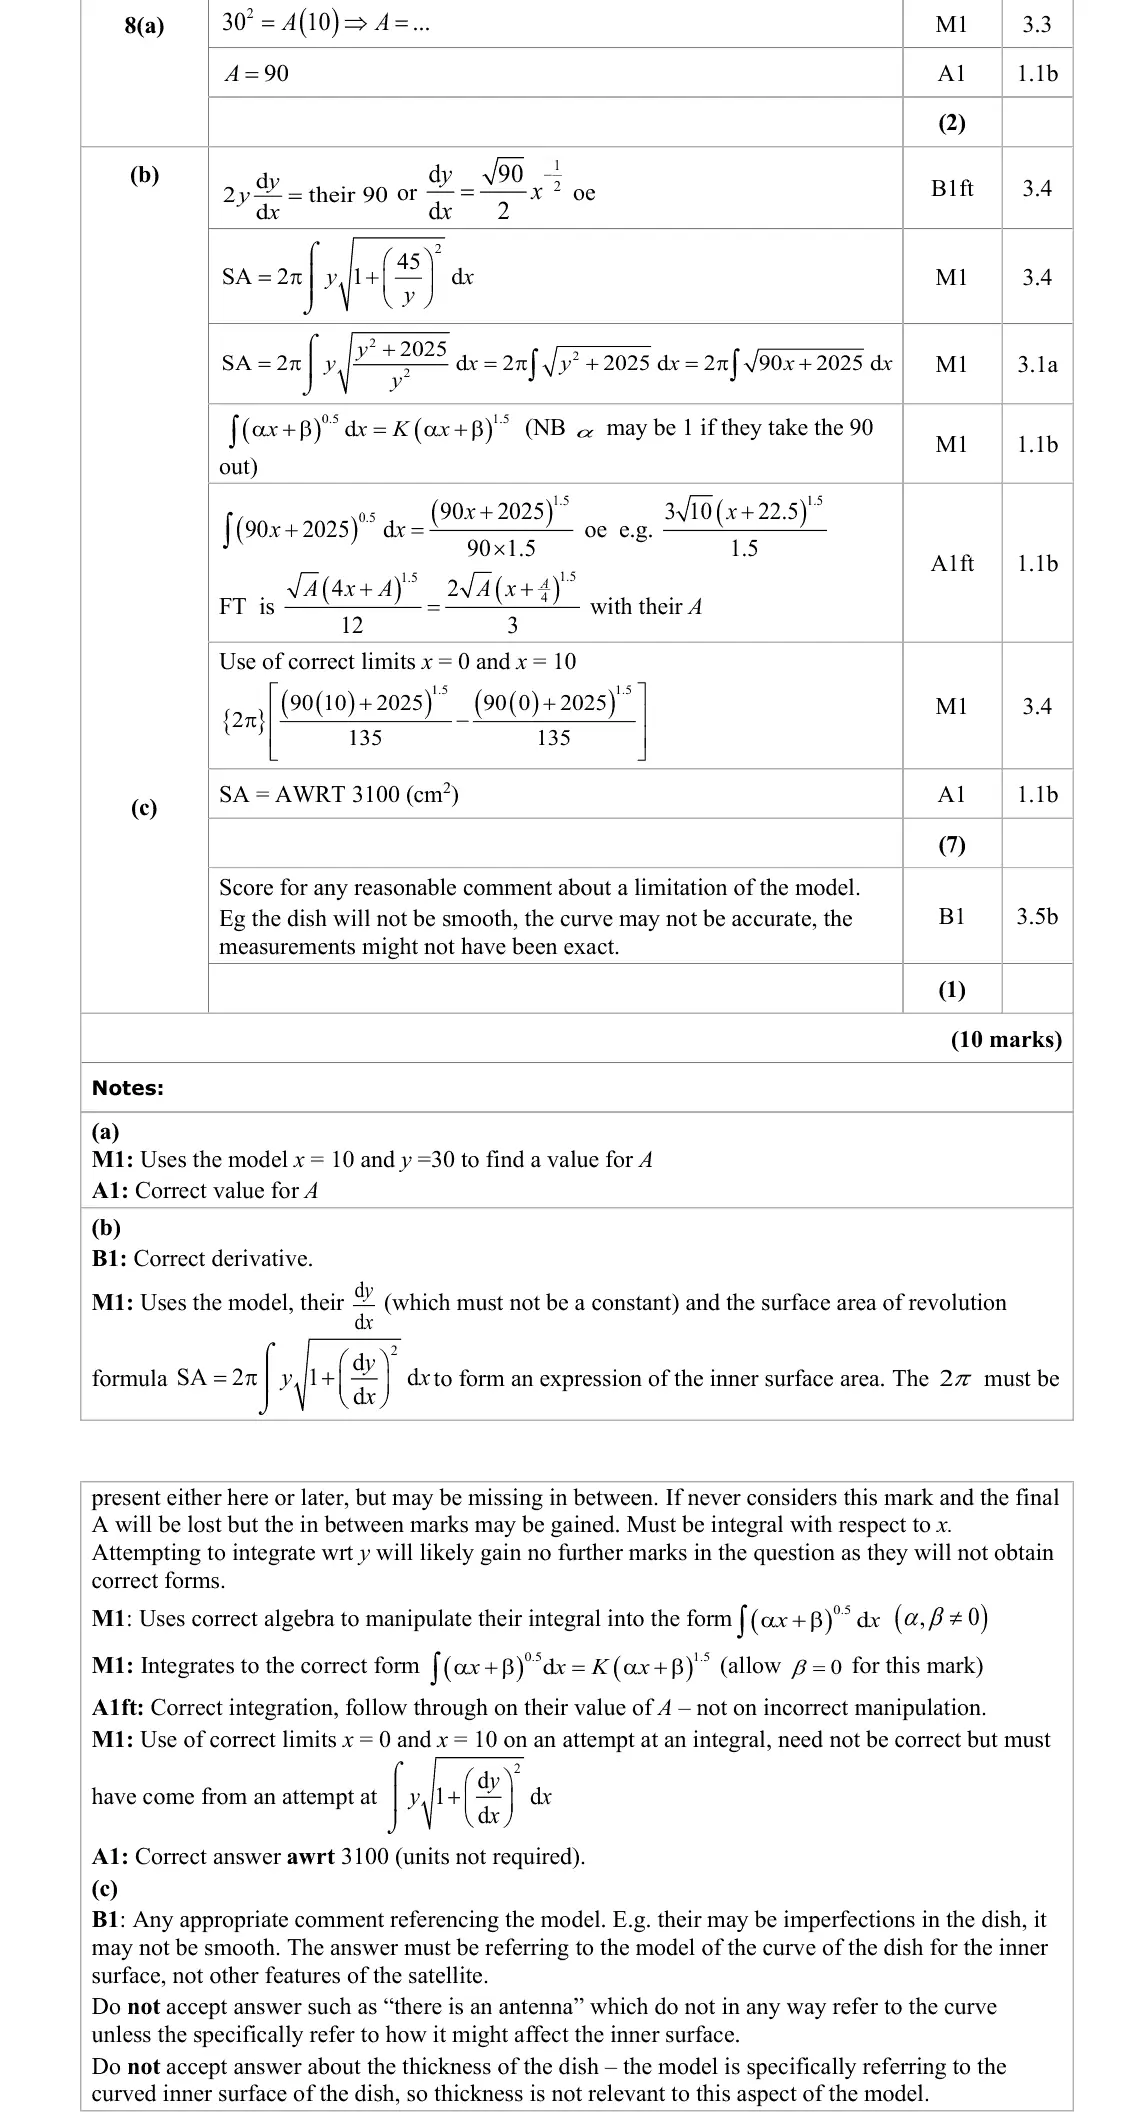 8(a) 30² = A(10) ⇒ A = ... M1 3.3
A = 90 A1 1.1b
(2)
(b) 2y dy/dx = their 90 or dy/dx = √90/2 x^(-1/2) oe B1ft 3.4
SA = 2π∫ y√(1+(45/y)²) dx M1 3.4
SA = 2π∫ y√((y² + 2025)/y²) dx = 2π∫√(y² + 2025) dx = 2π∫√(90x + 2025) dx M1 3.1a
∫(αx + β)^0.5 dx = K(αx + β)^1.5 (NB α may be 1 if they take the 90 M1 1.1b
out)
∫(90x + 2025)^0.5 dx = (90x + 2025)^1.5/(90×1.5) oe e.g. 3√10(x + 22.5)^1.5/1.5 A1ft 1.1b
FT is √A(4x + A)^1.5/12 = 2√A(x + A/4)^1.5/3 with their A
Use of correct limits x = 0 and x = 10
{2π}[(90(10) + 2025)^1.5/135 − (90(0) + 2025)^1.5/135] M1 3.4
(c) SA = AWRT 3100 (cm²) A1 1.1b
(7)
Score for any reasonable comment about a limitation of the model.
Eg the dish will not be smooth, the curve may not be accurate, the B1 3.5b
measurements might not have been exact.
(1)
(10 marks)
Notes:
(a)
M1: Uses the model x = 10 and y =30 to find a value for A
A1: Correct value for A
(b)
B1: Correct derivative.
M1: Uses the model, their dy/dx (which must not be a constant) and the surface area of revolution
formula SA = 2π∫ y√(1+(dy/dx)²) dx to form an expression of the inner surface area. The 2π must be
present either here or later, but may be missing in between. If never considers this mark and the final
A will be lost but the in between marks may be gained. Must be integral with respect to x.
Attempting to integrate wrt y will likely gain no further marks in the question as they will not obtain
correct forms.
M1: Uses correct algebra to manipulate their integral into the form ∫(αx + β)^0.5 dx (α, β ≠ 0)
M1: Integrates to the correct form ∫(αx + β)^0.5 dx = K(αx + β)^1.5 (allow β = 0 for this mark)
A1ft: Correct integration, follow through on their value of A – not on incorrect manipulation.
M1: Use of correct limits x = 0 and x = 10 on an attempt at an integral, need not be correct but must
have come from an attempt at ∫ y√(1+(dy/dx)²) dx
A1: Correct answer awrt 3100 (units not required).
(c)
B1: Any appropriate comment referencing the model. E.g. their may be imperfections in the dish, it
may not be smooth. The answer must be referring to the model of the curve of the dish for the inner
surface, not other features of the satellite.
Do not accept answer such as “there is an antenna” which do not in any way refer to the curve
unless the specifically refer to how it might affect the inner surface.
Do not accept answer about the thickness of the dish – the model is specifically referring to the
curved inner surface of the dish, so thickness is not relevant to this aspect of the model.